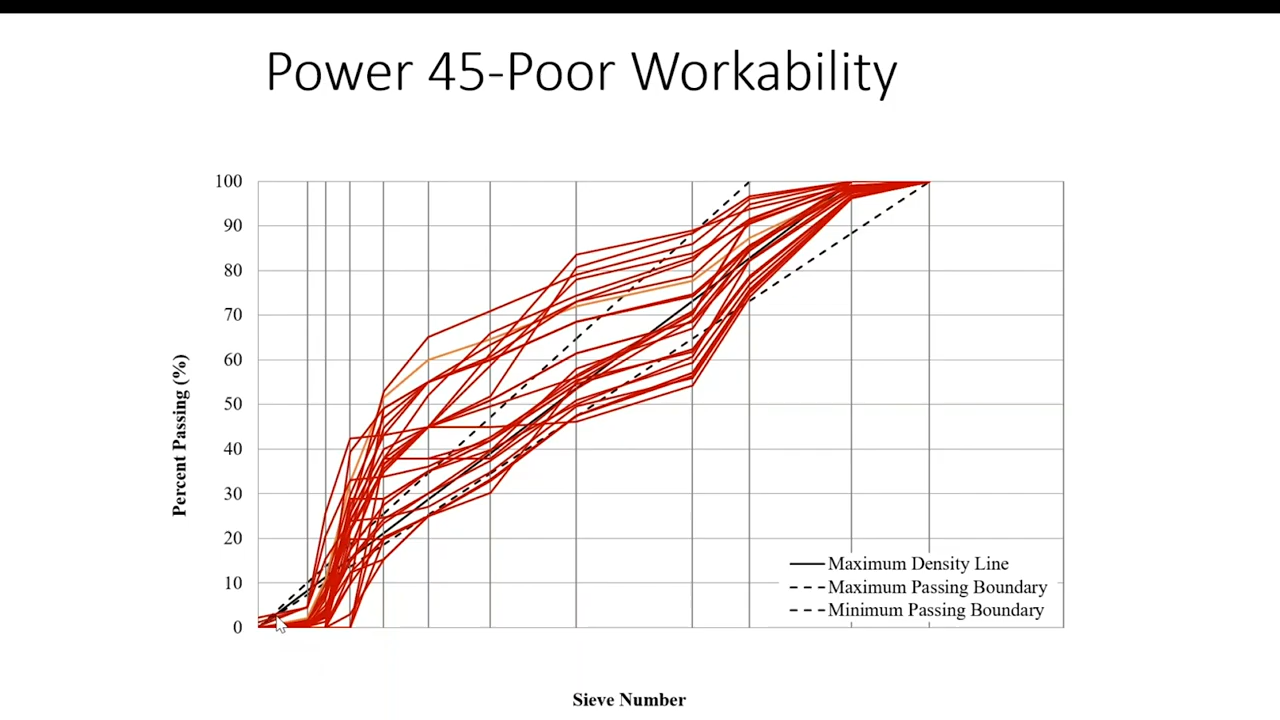 Power 45-Poor Workability
100
90
80
70
60
50
40
30
20
10
0
Percent Passing (%)
Maximum Density Line
Maximum Passing Boundary
Minimum Passing Boundary
Sieve Number